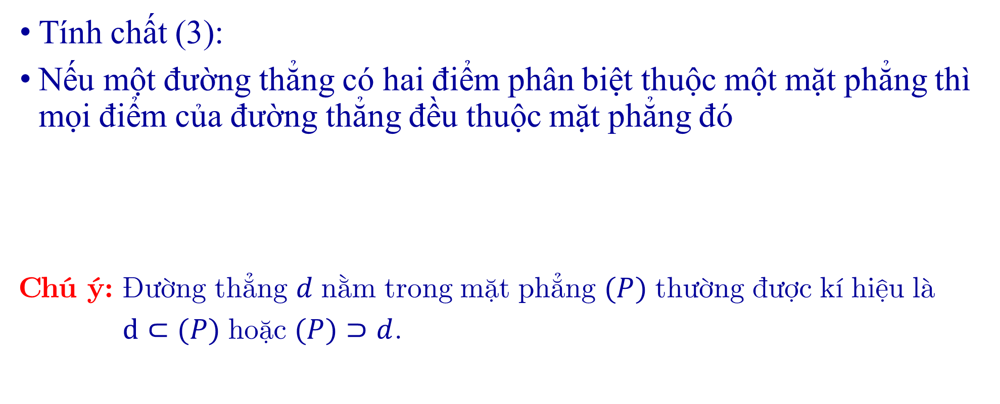 • Tính chất (3):
• Nếu một đường thẳng có hai điểm phân biệt thuộc một mặt phẳng thì
mọi điểm của đường thẳng đều thuộc mặt phẳng đó
Chú ý: Đường thẳng d nằm trong mặt phẳng (P) thường được kí hiệu là
d ⊂ (P) hoặc (P) ⊃ d.